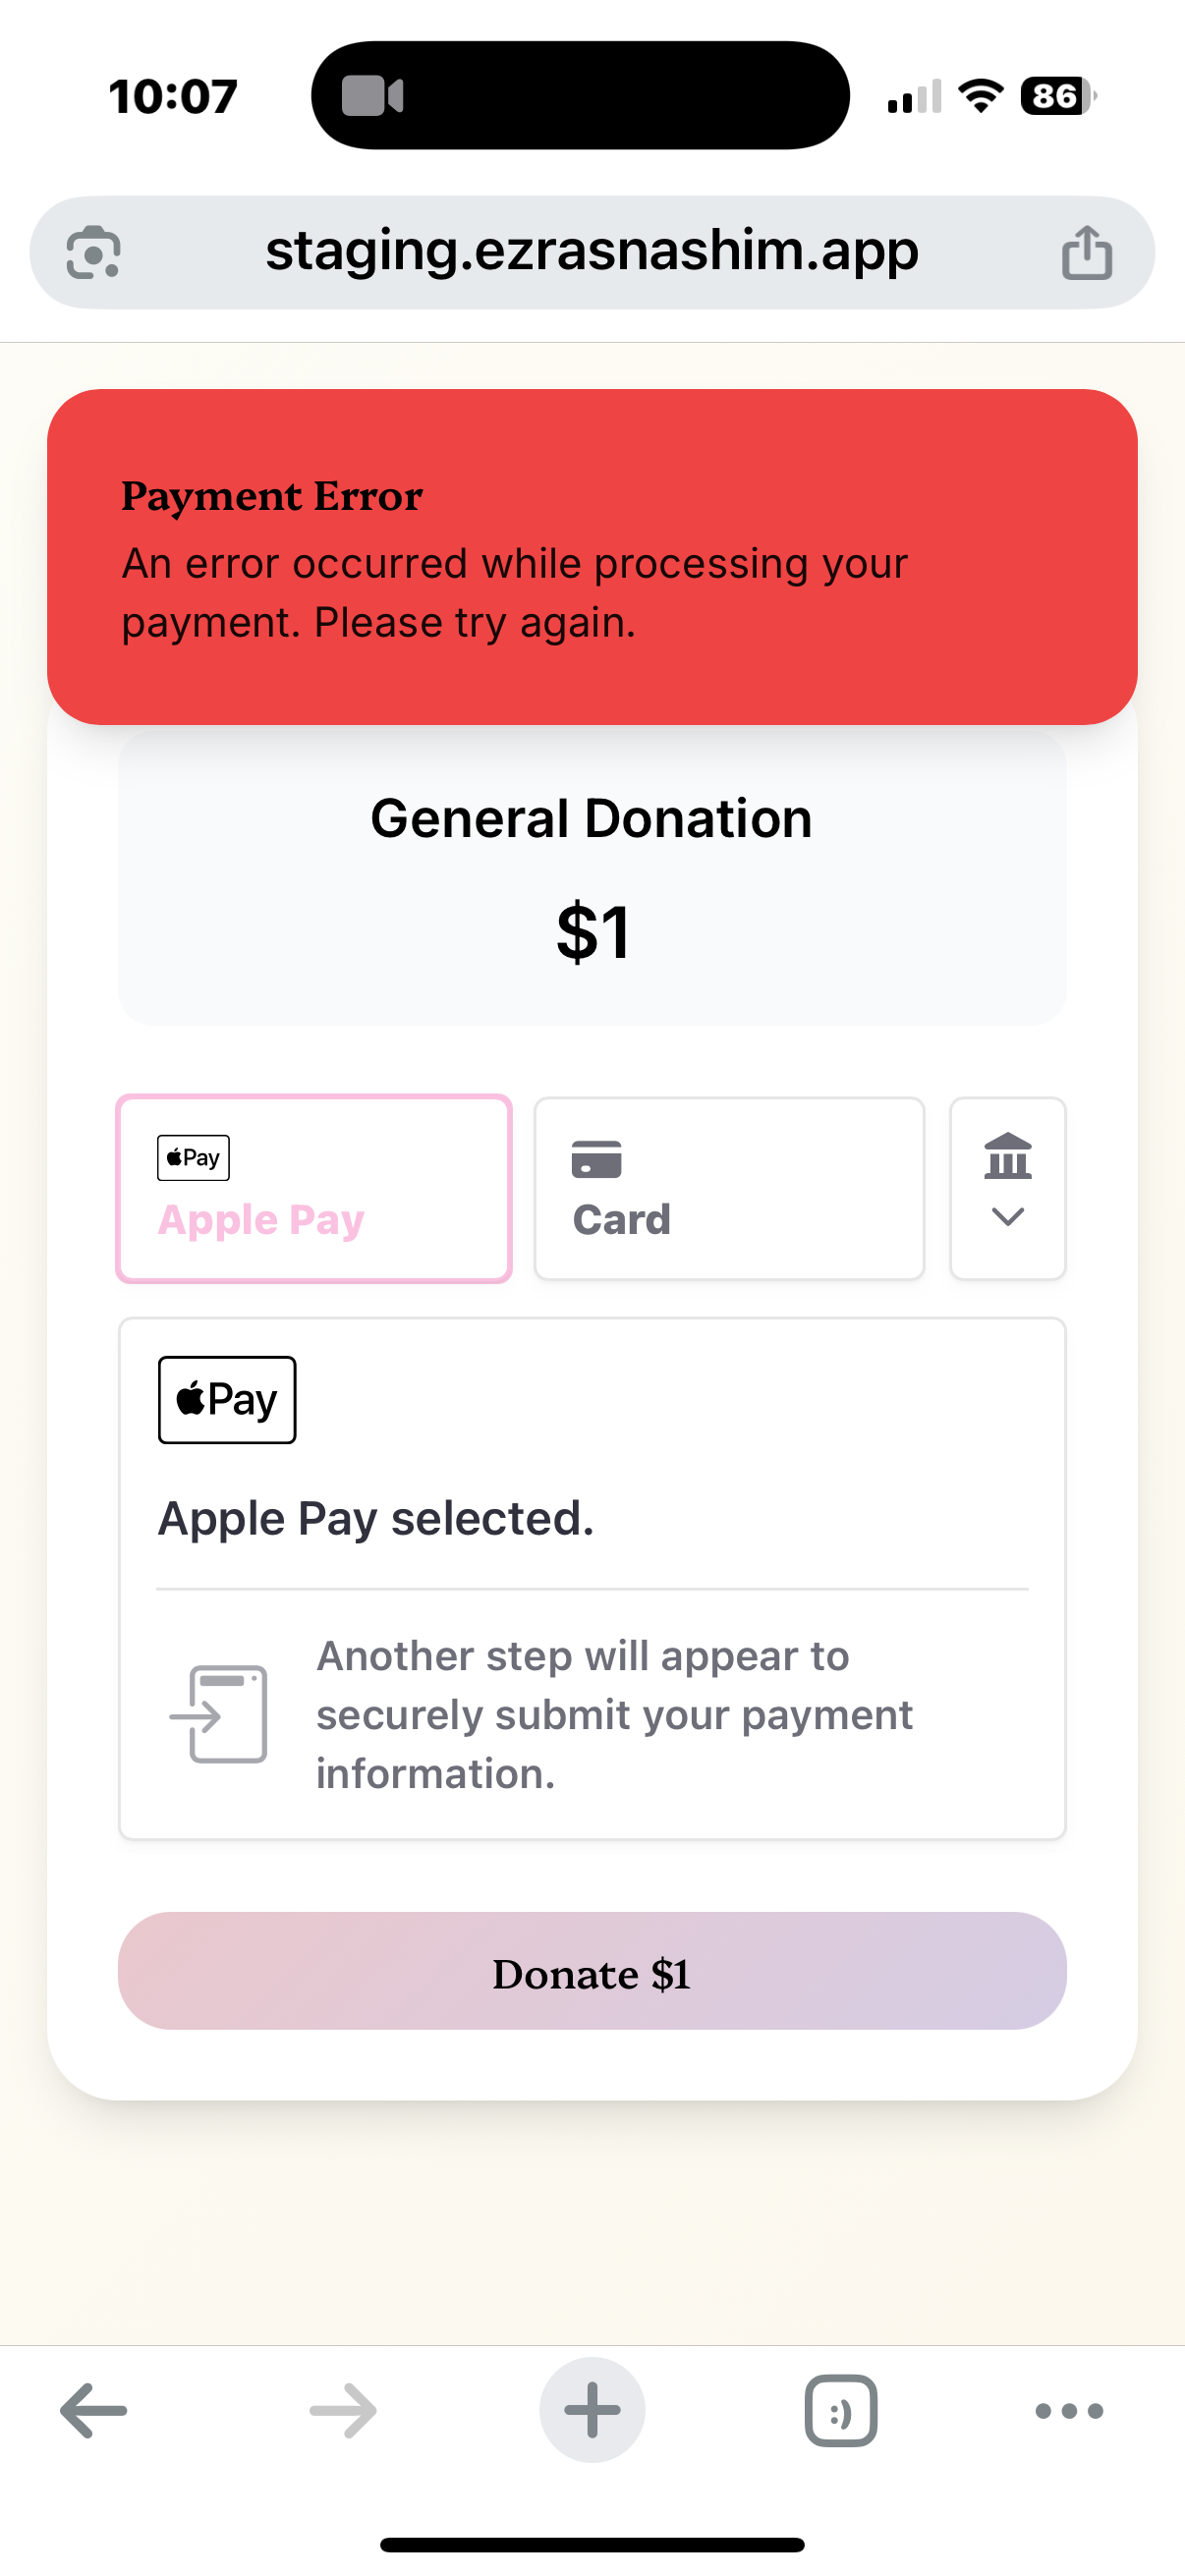 10:07
86
staging.ezrasnashim.app
Payment Error
An error occurred while processing your
payment. Please try again.
General Donation
$1
Pay
Apple Pay
Card
Pay
Apple Pay selected.
Another step will appear to
securely submit your payment
information.
Donate $1
:)